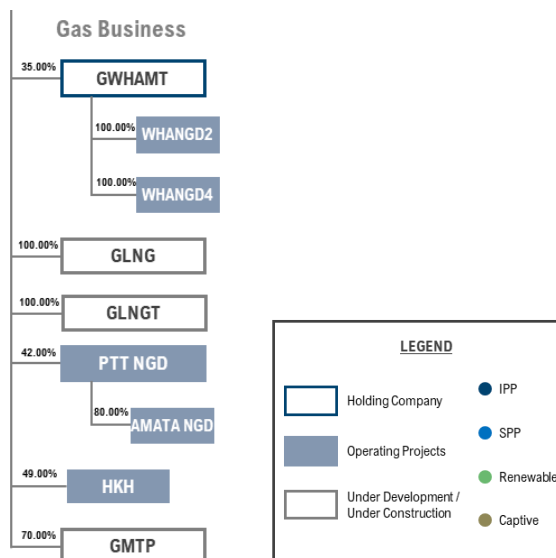 Gas Business
35.00%
GWHAMT
100.00%
WHANGD2
100.00%
WHANGD4
100.00%
GLNG
100.00%
GLNGT
42.00%
PTT NGD
80.00%
AMATA NGD
49.00%
HKH
70.00%
GMTP
LEGEND
Holding Company
Operating Projects
Under Development /
Under Construction
IPP
SPP
Renewable
Captive